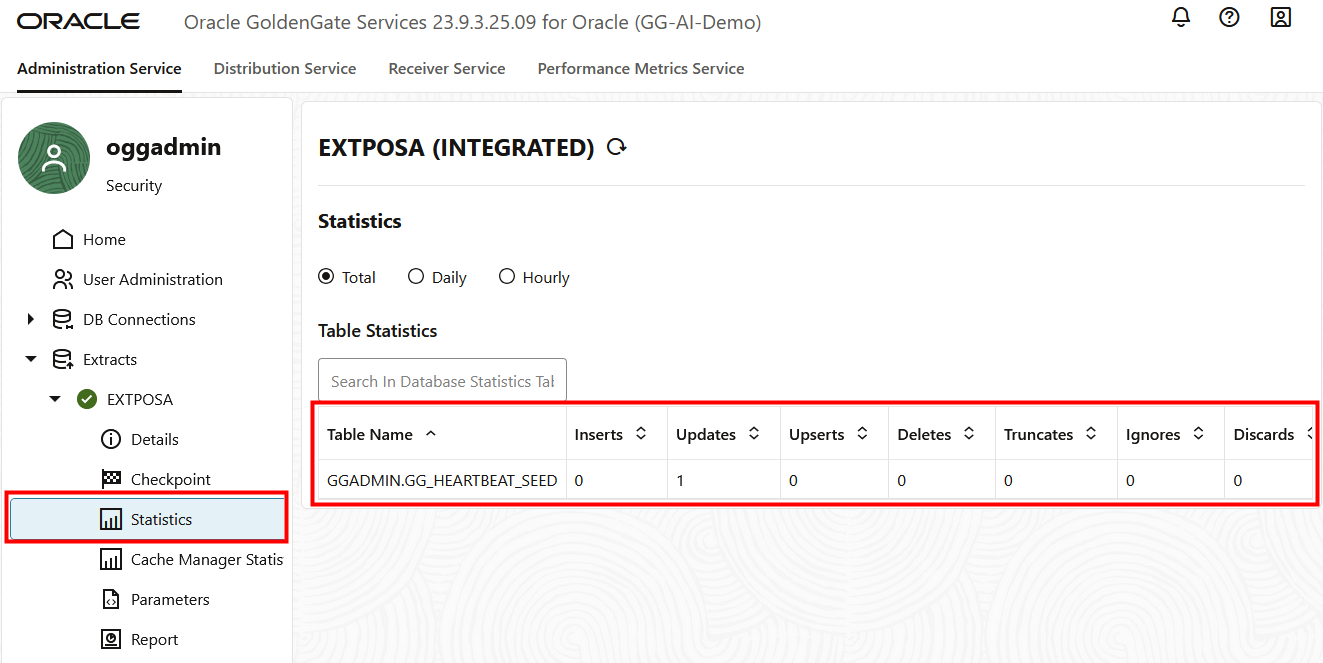 ORACLE Oracle GoldenGate Services 23.9.3.25.09 for Oracle (GG-AI-Demo)
Administration Service Distribution Service Receiver Service Performance Metrics Service
oggadmin
Security
Home
User Administration
DB Connections
Extracts
EXTPOSA
Details
Checkpoint
Statistics
Cache Manager Statis
Parameters
Report
EXTPOSA (INTEGRATED)
Statistics
Total Daily Hourly
Table Statistics
Search In Database Statistics Tal
Table Name Inserts Updates Upserts Deletes Truncates Ignores Discards
GGADMIN.GG_HEARTBEAT_SEED 0 1 0 0 0 0 0